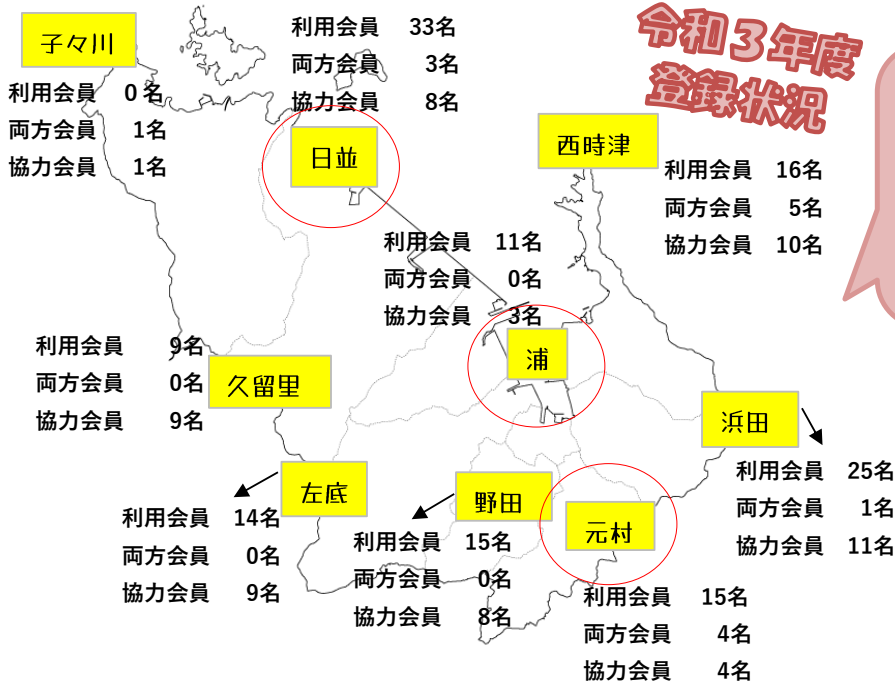 令和３年度
登録状況
子々川
利用会員 0名
両方会員 1名
協力会員 1名
利用会員 33名
両方会員 3名
協力会員 8名
日並
西時津
利用会員 16名
両方会員 5名
協力会員 10名
利用会員 11名
両方会員 0名
協力会員 3名
浦
利用会員 9名
両方会員 0名
協力会員 9名
久留里
浜田
利用会員 25名
両方会員 1名
協力会員 11名
左底
利用会員 14名
両方会員 0名
協力会員 9名
野田
利用会員 15名
両方会員 0名
協力会員 8名
元村
利用会員 15名
両方会員 4名
協力会員 4名